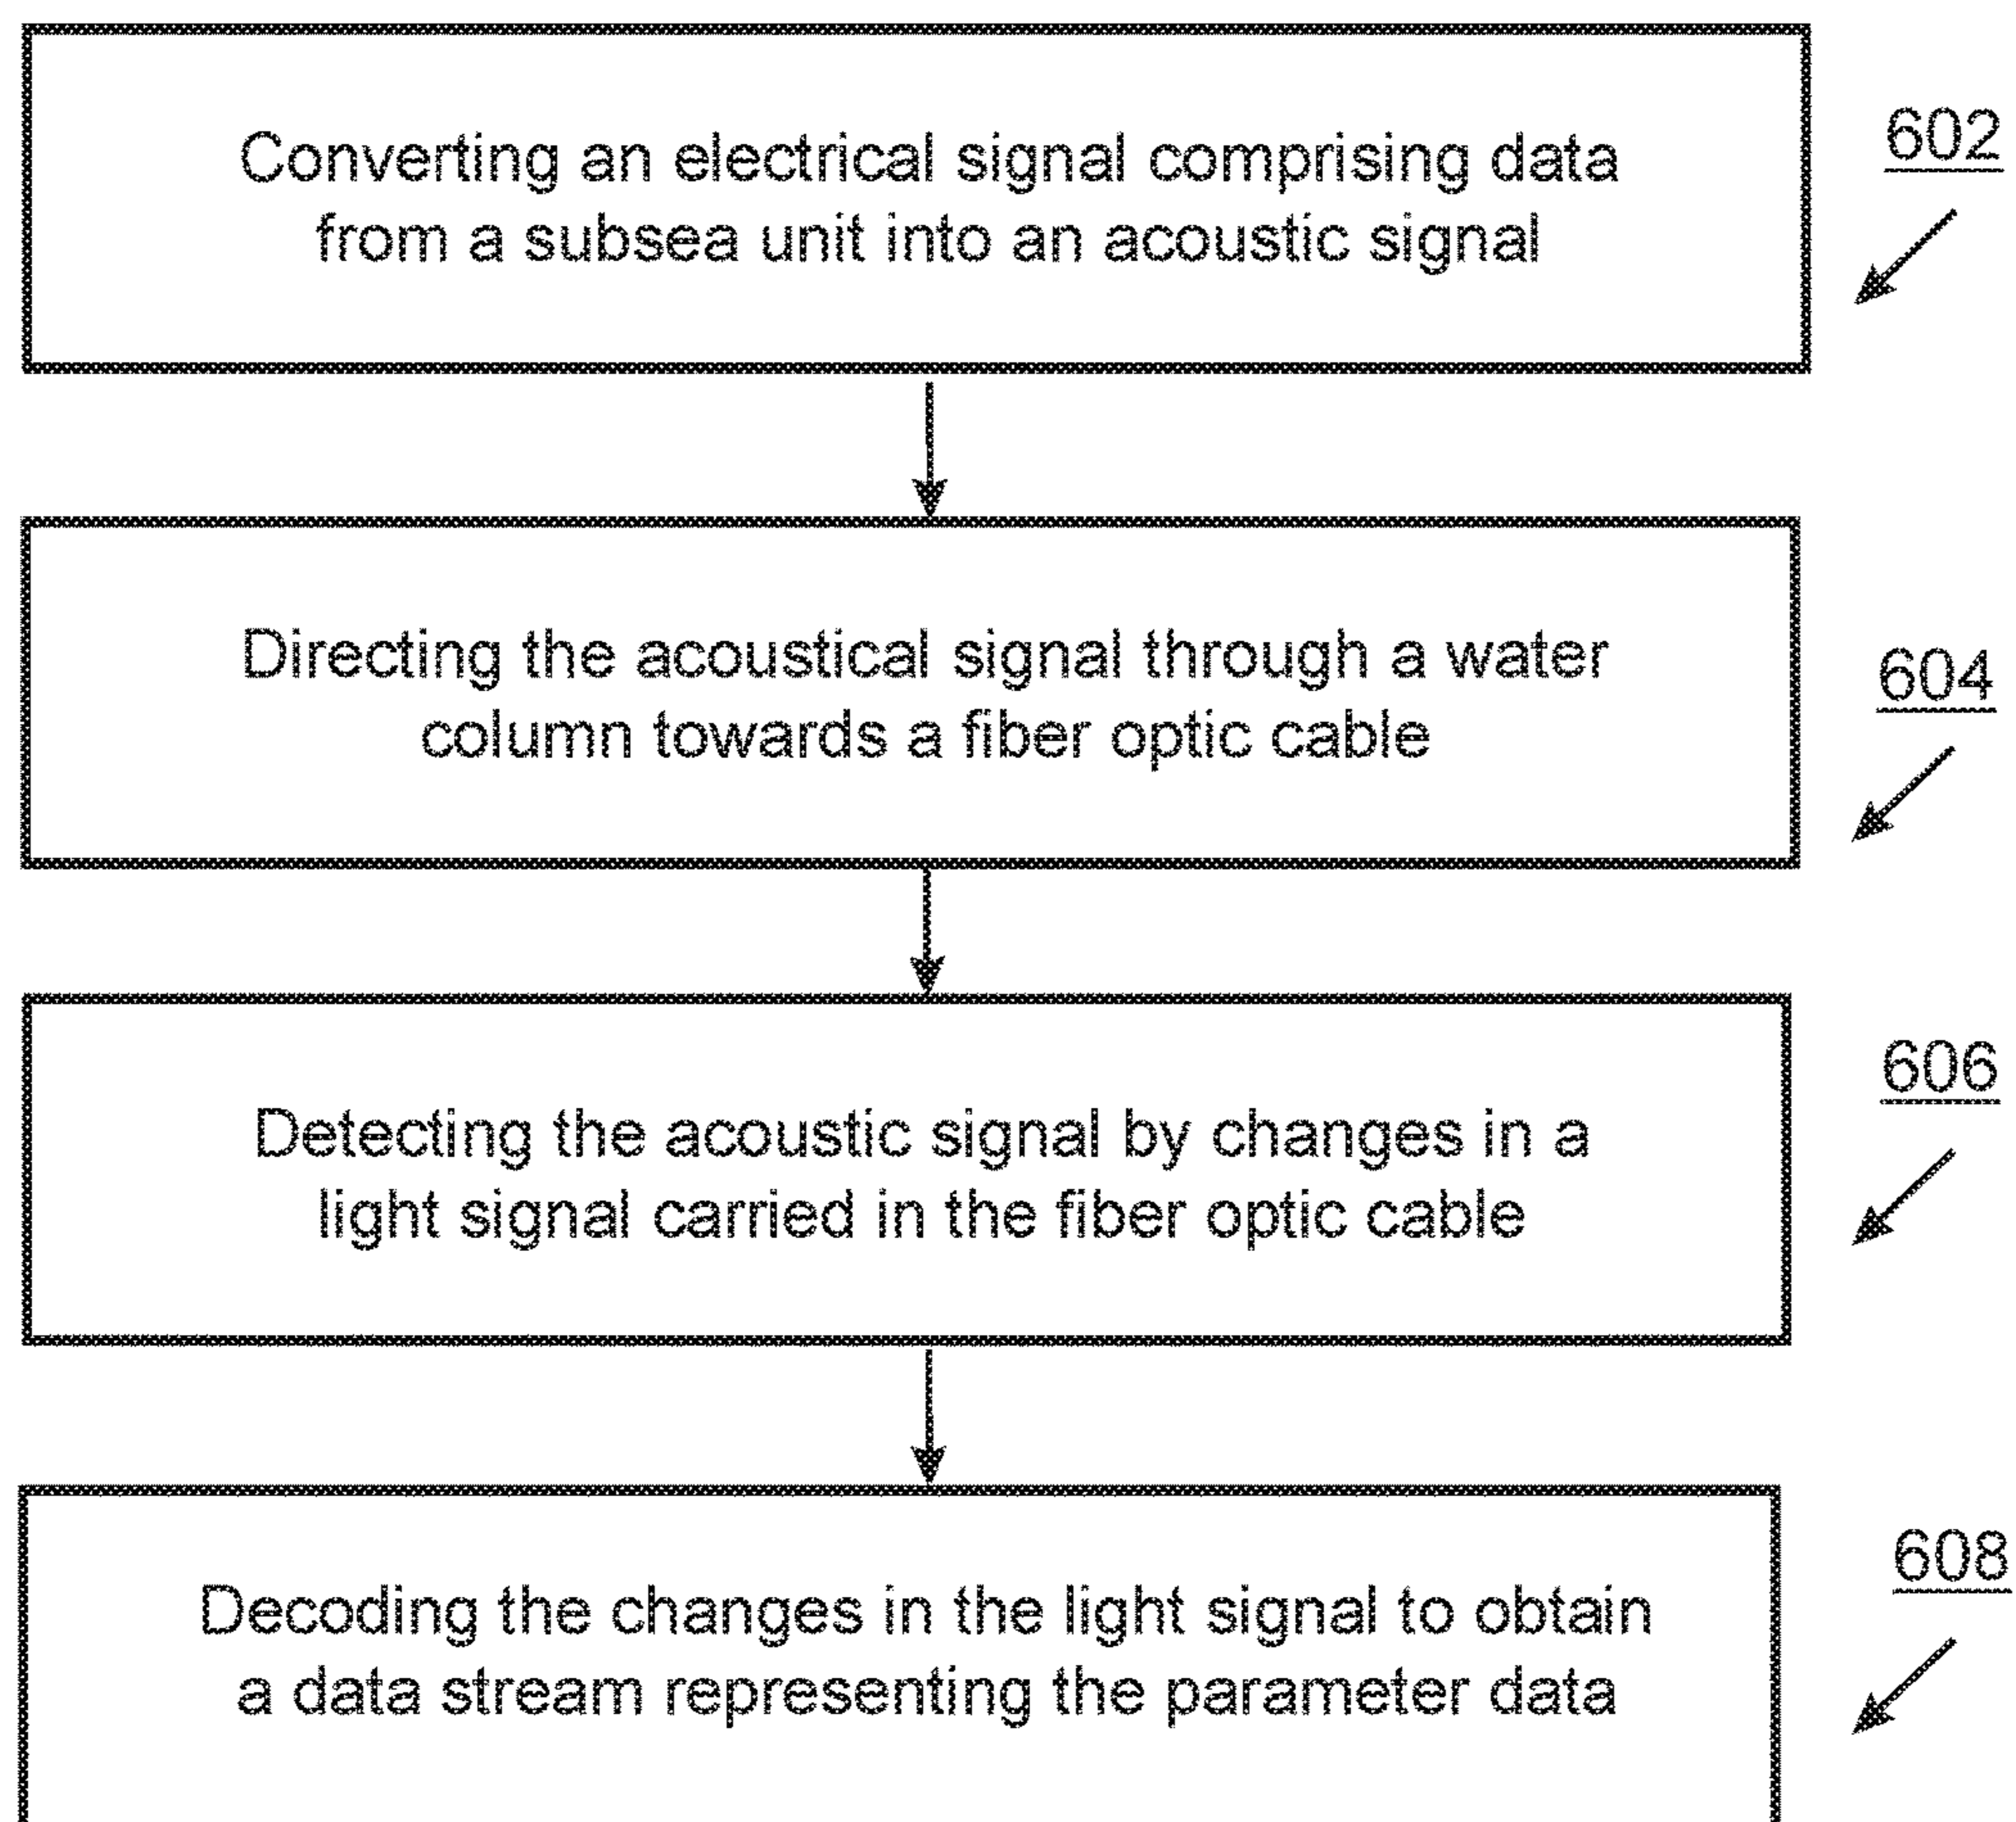 Converting an electrical signal comprising data
from a subsea unit into an acoustic signal
602
Directing the acoustical signal through a water
column towards a fiber optic cable
604
Detecting the acoustic signal by changes in a
light signal carried in the fiber optic cable
606
Decoding the changes in the light signal to obtain
a data stream representing the parameter data
608